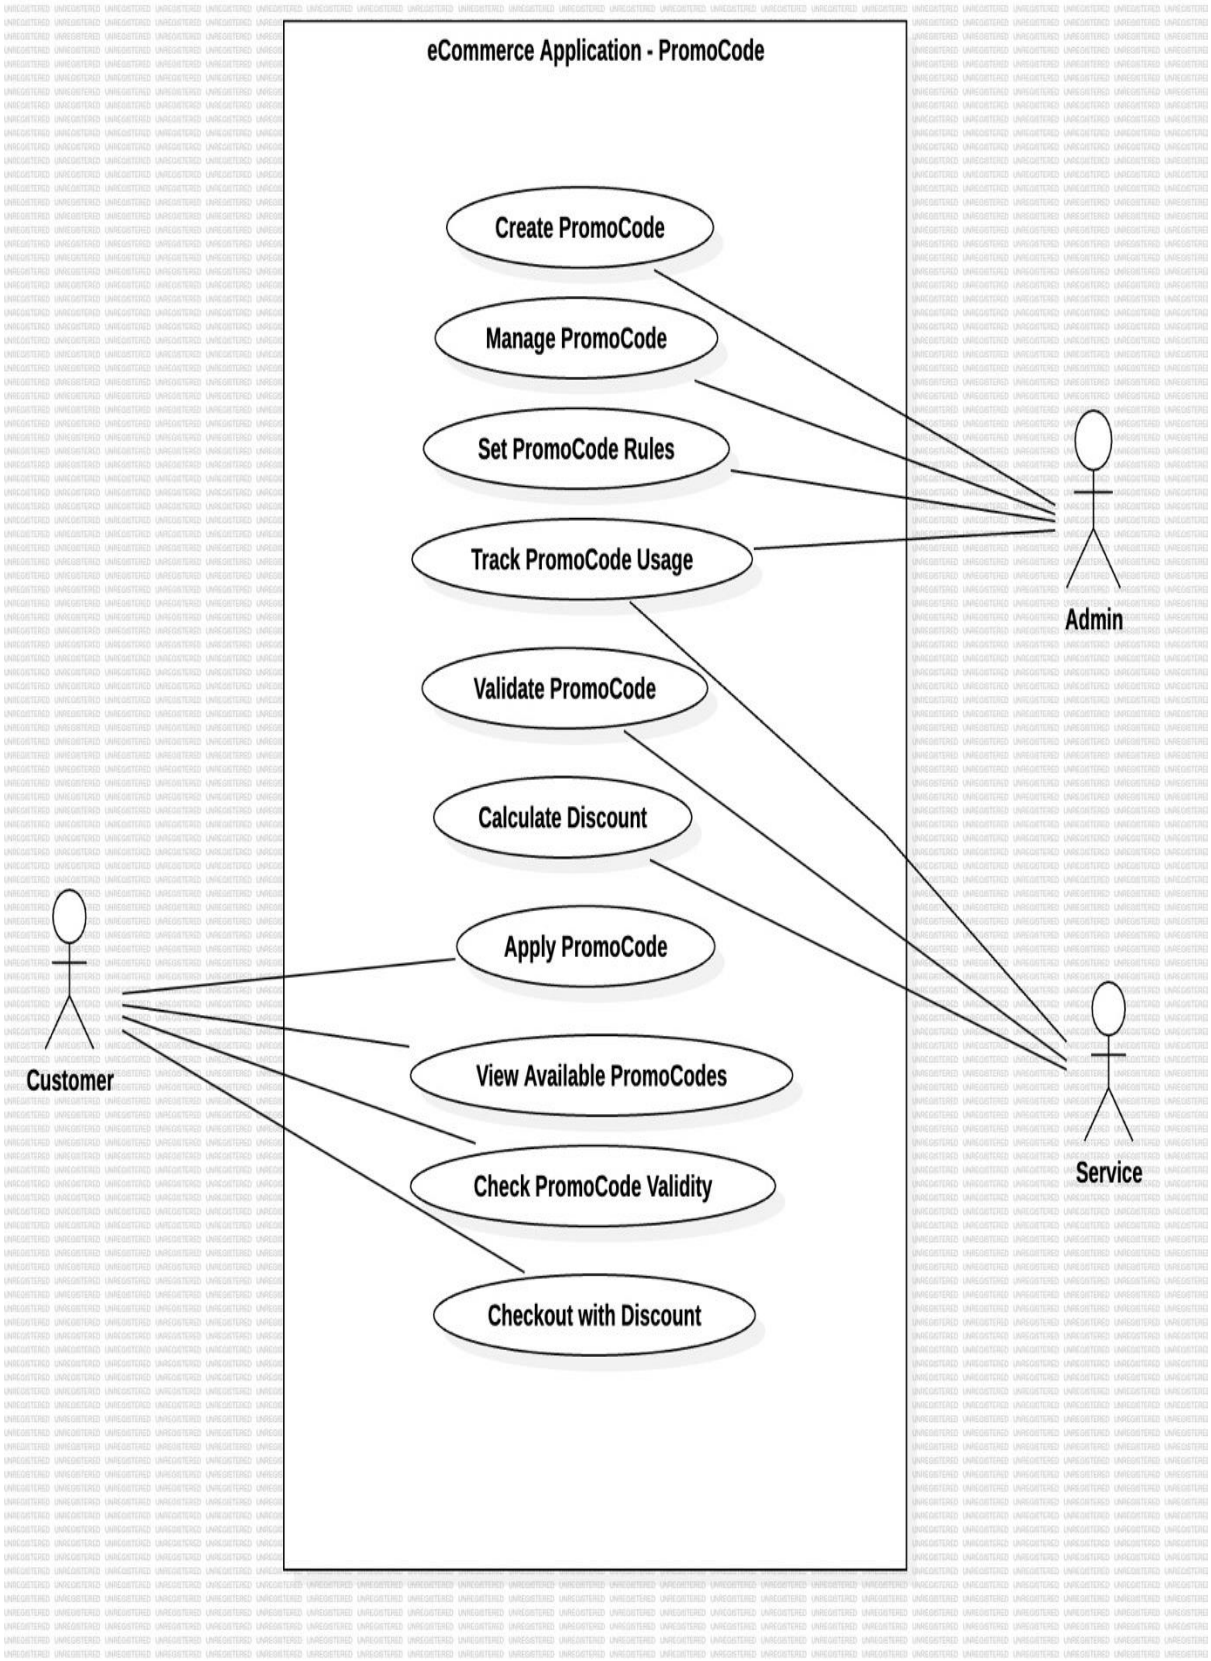 eCommerce Application - PromoCode
Create PromoCode
Manage PromoCode
Set PromoCode Rules
Track PromoCode Usage
Admin
Validate PromoCode
Calculate Discount
Apply PromoCode
View Available PromoCodes
Customer
Check PromoCode Validity
Service
Checkout with Discount
UNREGISTERED